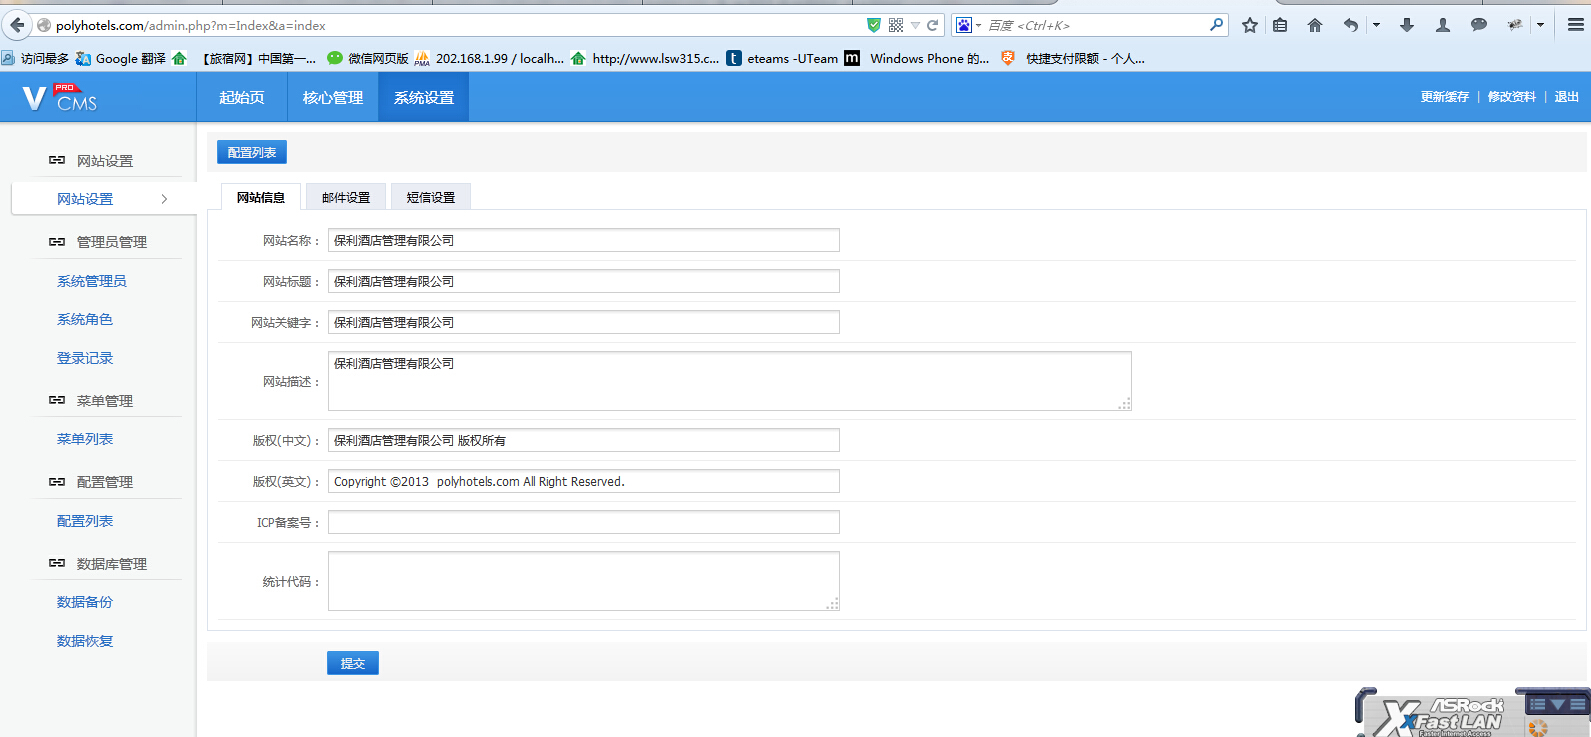 polyhotels.com/admin.php?m=Index&a=index
百度 <Ctrl+K>
访问最多 Google 翻译 【旅宿网】中国第一... 微信网页版 PMA 202.168.1.99 / localh... http://www.lsw315.c... t eteams -UTeam m Windows Phone 的... 支 快捷支付限额 - 个人...
V PRO CMS
起始页 核心管理 系统设置
更新缓存 | 修改资料 | 退出
网站设置
网站设置
管理员管理
系统管理员
系统角色
登录记录
菜单管理
菜单列表
配置管理
配置列表
数据库管理
数据备份
数据恢复
配置列表
网站信息 邮件设置 短信设置
网站名称： 保利酒店管理有限公司
网站标题： 保利酒店管理有限公司
网站关键字： 保利酒店管理有限公司
网站描述： 保利酒店管理有限公司
版权(中文)： 保利酒店管理有限公司 版权所有
版权(英文)： Copyright ©2013  polyhotels.com All Right Reserved.
ICP备案号：
统计代码：
提交
ASRock
XFast LAN
Faster Internet Access